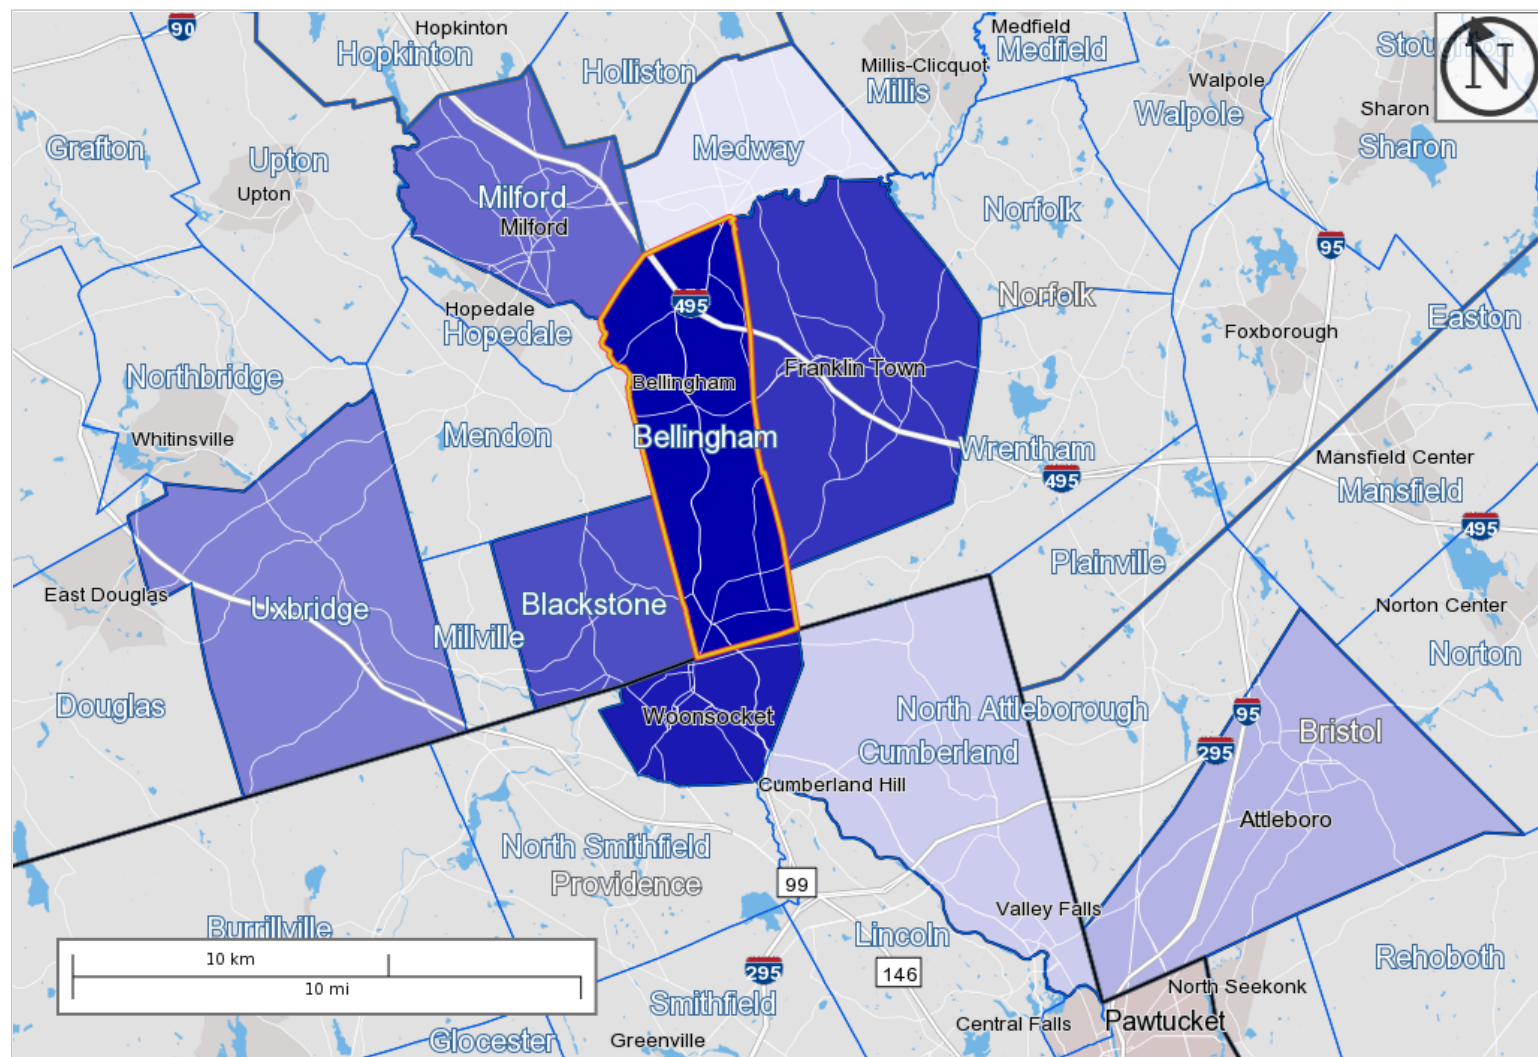 90
Hopkinton
Hopkinton
Holliston
Medfield
Medfield
Millis-Clicquot
Millis
Walpole
Walpole
Stoughton
N
Sharon
Sharon
Grafton
Upton
Upton
Medway
Milford
Milford
Norfolk
95
Norfolk
495
Hopedale
Hopedale
Foxborough
Easton
Northbridge
Franklin Town
Bellingham
Whitinsville
Mendon
Bellingham
Wrentham
Mansfield Center
495
Mansfield
495
Plainville
East Douglas
Uxbridge
Blackstone
Norton Center
Millville
Norton
Douglas
Woonsocket
North Attleborough
95
Bristol
Cumberland
295
Cumberland Hill
Attleboro
North Smithfield
Providence
99
Valley Falls
Burrillville
Lincoln
10 km
295
146
Rehoboth
10 mi
North Seekonk
Smithfield
Central Falls
Pawtucket
Glocester
Greenville